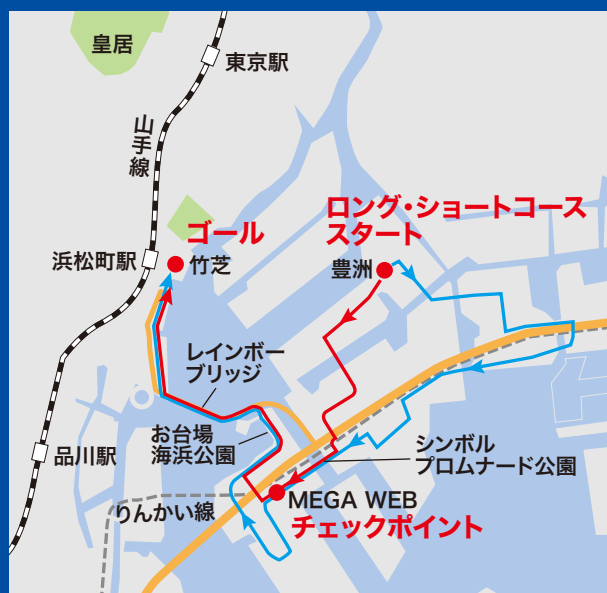 皇居
東京駅
山手線
ロング・ショートコース
スタート
ゴール
浜松町駅
竹芝
豊洲
レインボー
ブリッジ
お台場
海浜公園
シンボル
プロムナード公園
品川駅
りんかい線
MEGA WEB
チェックポイント